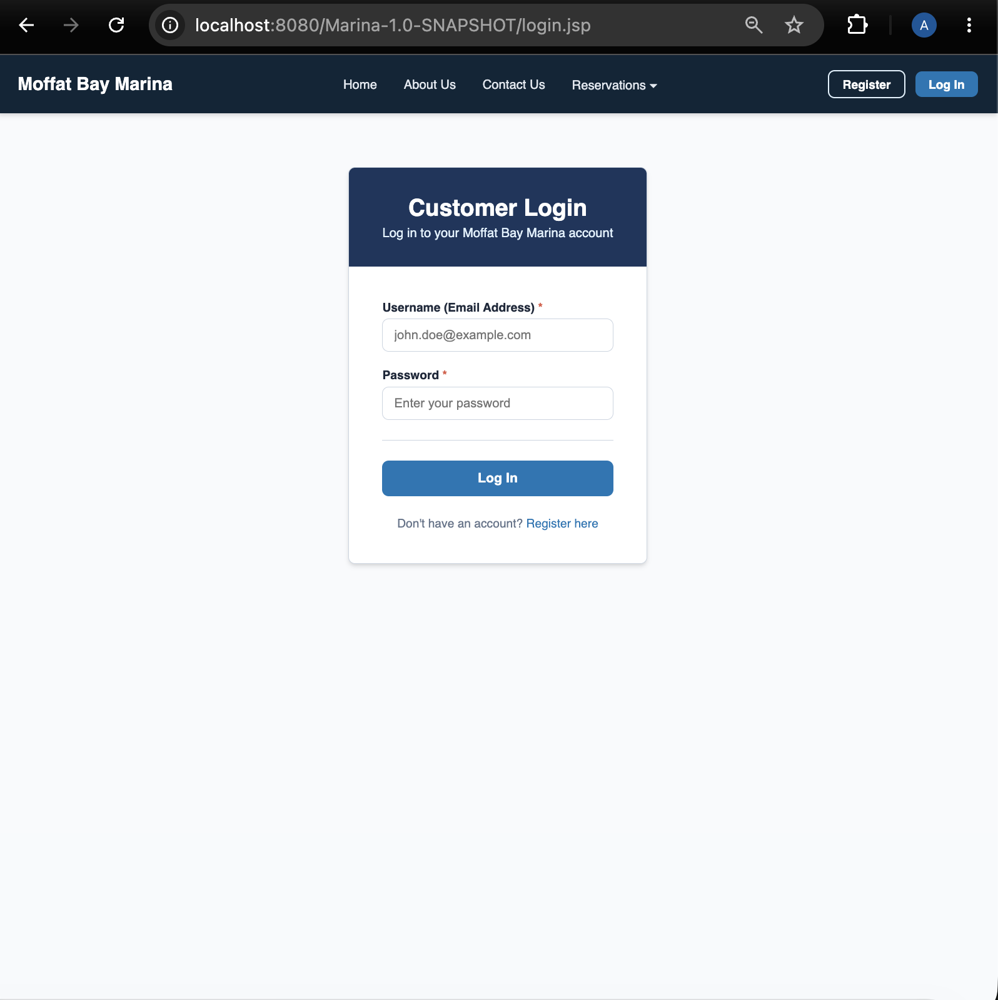 localhost:8080/Marina-1.0-SNAPSHOT/login.jsp
A
Moffat Bay Marina
Home
About Us
Contact Us
Reservations
Register
Log In
Customer Login
Log in to your Moffat Bay Marina account
Username (Email Address) *
john.doe@example.com
Password *
Enter your password
Log In
Don't have an account? Register here